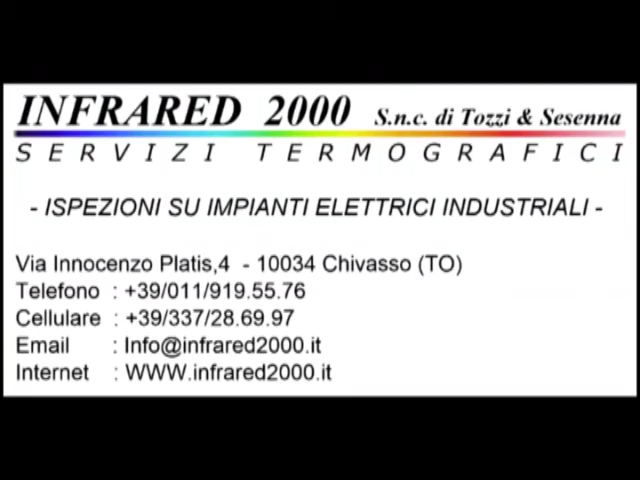 INFRARED 2000 S.n.c. di Tozzi & Sesenna
SERVIZI TERMOGRAFICI
- ISPEZIONI SU IMPIANTI ELETTRICI INDUSTRIALI -
Via Innocenzo Platis,4 - 10034 Chivasso (TO)
Telefono : +39/011/919.55.76
Cellulare : +39/337/28.69.97
Email : Info@infrared2000.it
Internet : WWW.infrared2000.it